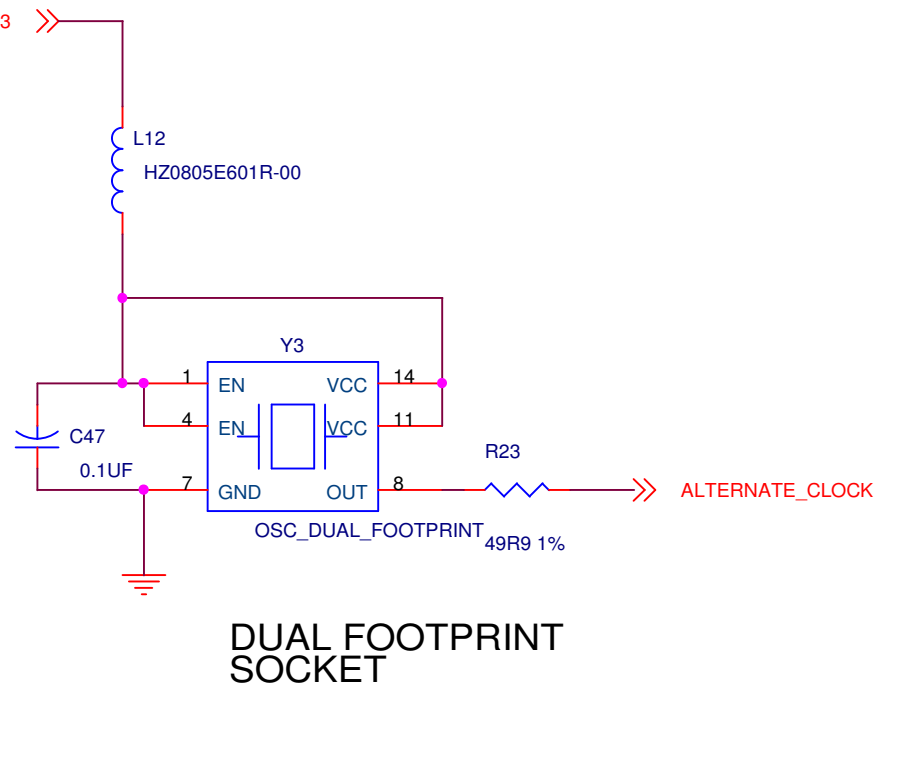 3
L12
HZ0805E601R-00
Y3
1 EN VCC 14
4 EN VCC 11
C47
0.1UF
R23
7 GND OUT 8
ALTERNATE_CLOCK
OSC_DUAL_FOOTPRINT
49R9 1%
DUAL FOOTPRINT
SOCKET